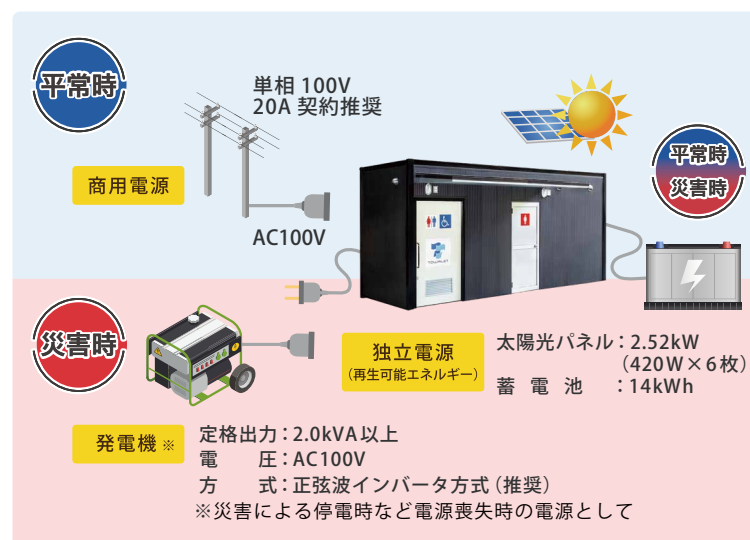 平常時
単相 100V
20A 契約推奨
商用電源
AC100V
平常時
災害時
災害時
独立電源
(再生可能エネルギー)
太陽光パネル：2.52kW
(420W×6枚)
蓄電池：14kWh
発電機※
定格出力：2.0kVA以上
電圧：AC100V
方式：正弦波インバータ方式（推奨）
※災害による停電時など電源喪失時の電源として